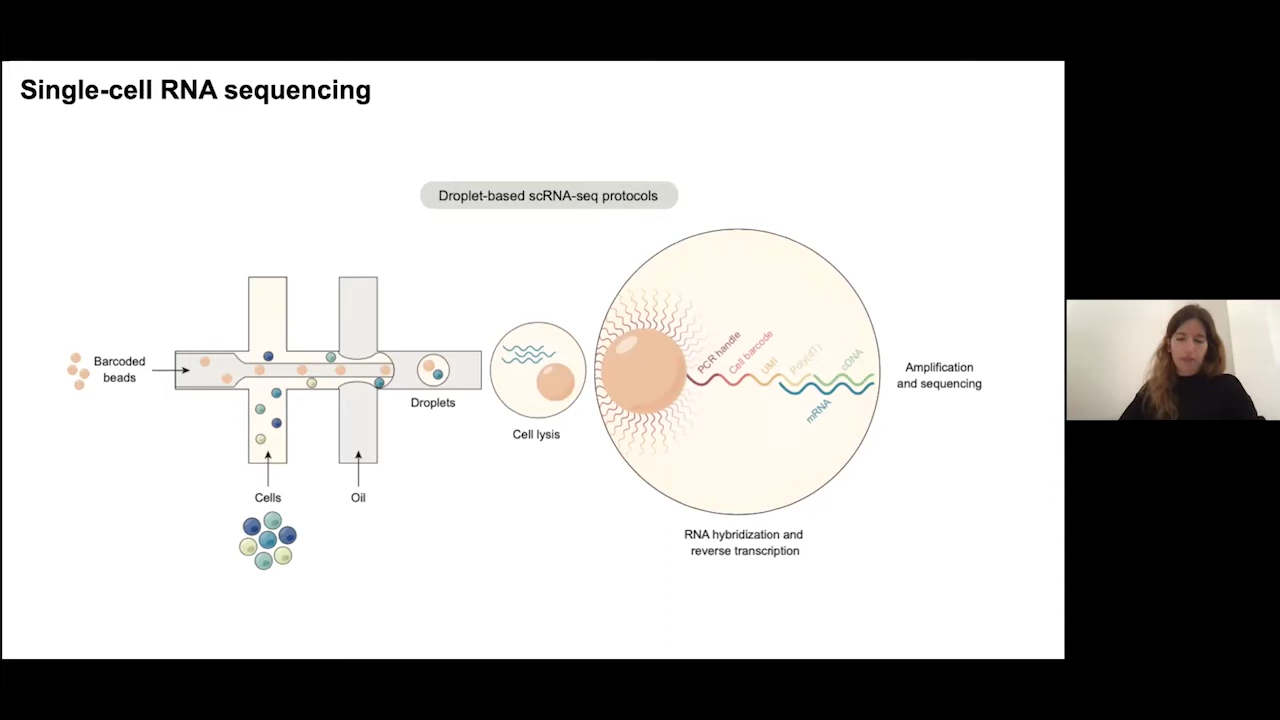 Single-cell RNA sequencing
Droplet-based scRNA-seq protocols
Barcoded
beads
Cells
Oil
Droplets
Cell lysis
PCR handle
Cell barcode
UMI
Poly(dT)
cDNA
mRNA
RNA hybridization and
reverse transcription
Amplification
and sequencing